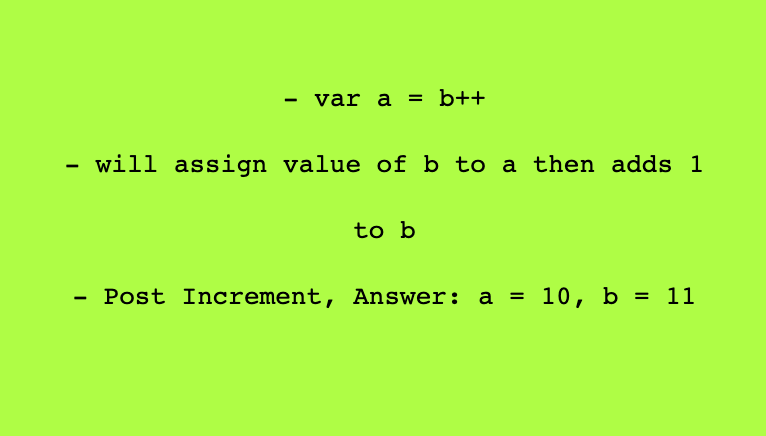 - var a = b++
- will assign value of b to a then adds 1
to b
- Post Increment, Answer: a = 10, b = 11